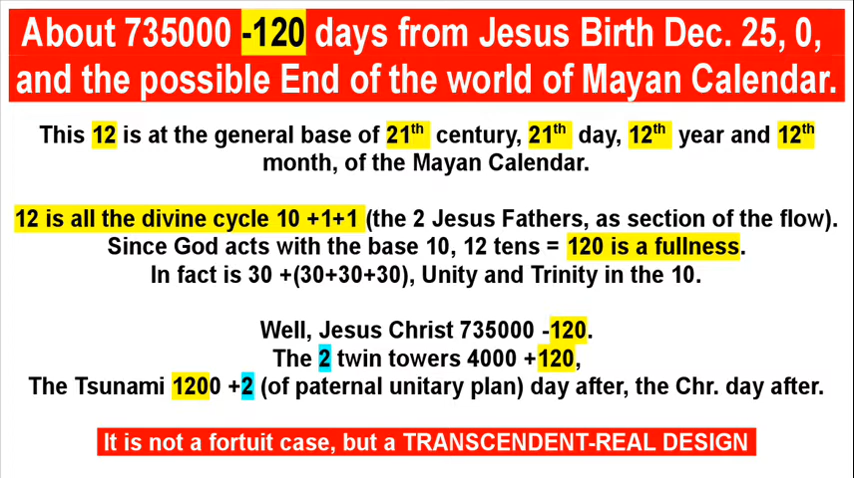 About 735000 -120 days from Jesus Birth Dec. 25, 0,
and the possible End of the world of Mayan Calendar.
This 12 is at the general base of 21th century, 21th day, 12th year and 12th
month, of the Mayan Calendar.
12 is all the divine cycle 10 +1+1 (the 2 Jesus Fathers, as section of the flow).
Since God acts with the base 10, 12 tens = 120 is a fullness.
In fact is 30 +(30+30+30), Unity and Trinity in the 10.
Well, Jesus Christ 735000 -120.
The 2 twin towers 4000 +120,
The Tsunami 1200 +2 (of paternal unitary plan) day after, the Chr. day after.
It is not a fortuit case, but a TRANSCENDENT-REAL DESIGN